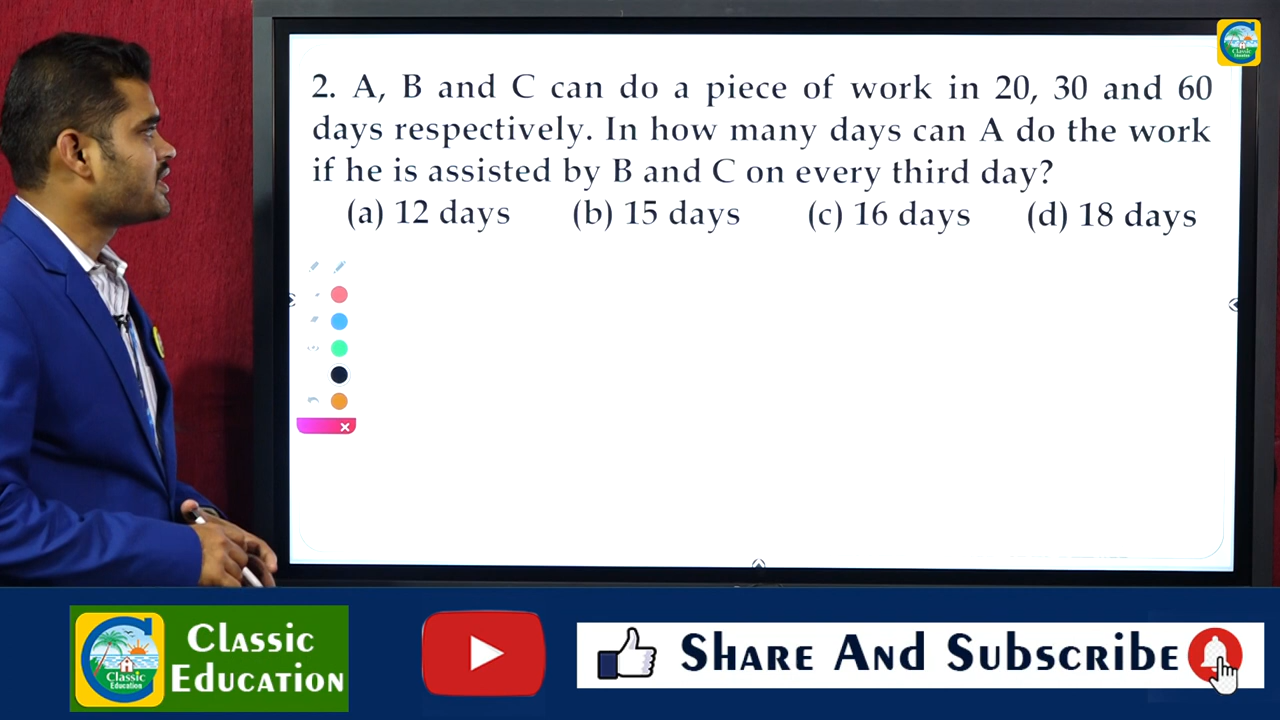 2. A, B and C can do a piece of work in 20, 30 and 60
days respectively. In how many days can A do the work
if he is assisted by B and C on every third day?
(a) 12 days (b) 15 days (c) 16 days (d) 18 days
Classic
Education
Classic
Education
Classic
Education
Share And Subscribe